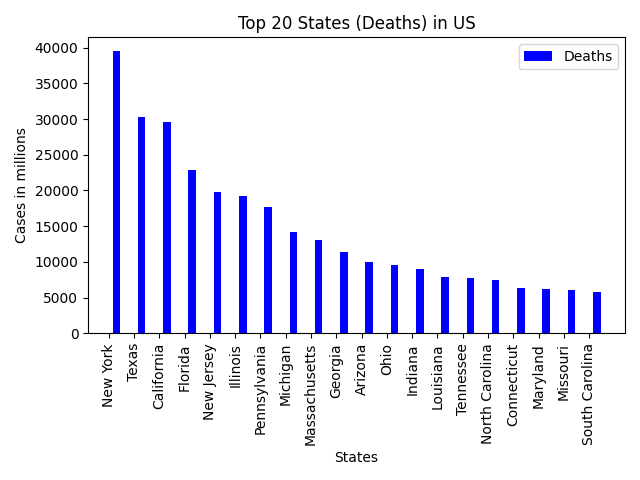 Top 20 States (Deaths) in US
Deaths
Cases in millions
40000
35000
30000
25000
20000
15000
10000
5000
0
New York
Texas
California
Florida
New Jersey
Illinois
Pennsylvania
Michigan
Massachusetts
Georgia
Arizona
Ohio
Indiana
Louisiana
Tennessee
North Carolina
Connecticut
Maryland
Missouri
South Carolina
States